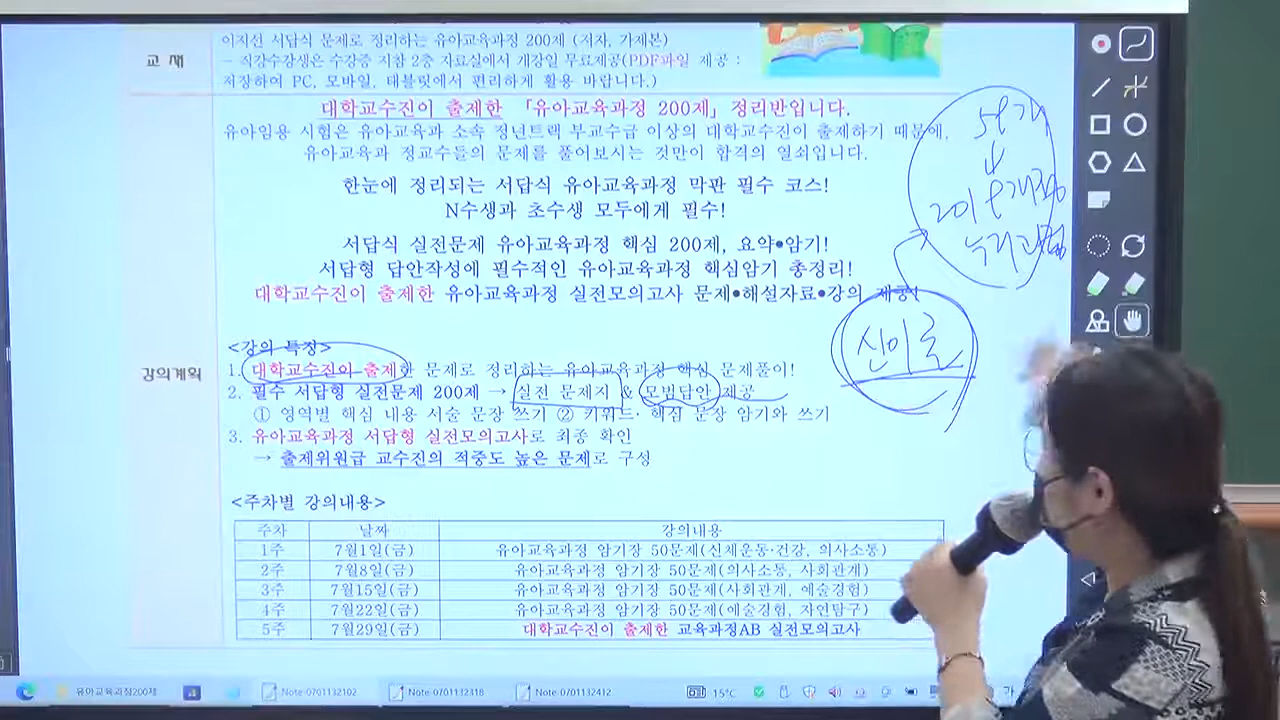 교 재
이지선 서답식 문제로 정리하는 유아교육과정 200제 (저자, 가제본)
- 직강수강생은 수강증 지참 2층 자료실에서 개강일 무료제공(PDF파일 제공 :
저장하여 PC, 모바일, 태블릿에서 편리하게 활용 바랍니다.)
대학교수진이 출제한 「유아교육과정 200제」 정리반입니다.
유아임용 시험은 유아교육과 소속 정년트랙 부교수급 이상의 대학교수진이 출제하기 때문에,
유아교육과 정교수들의 문제를 풀어보시는 것만이 합격의 열쇠입니다.
한눈에 정리되는 서답식 유아교육과정 막판 필수 코스!
N수생과 초수생 모두에게 필수!
서답식 실전문제 유아교육과정 핵심 200제, 요약•암기!
서답형 답안작성에 필수적인 유아교육과정 핵심암기 총정리!
대학교수진이 출제한 유아교육과정 실전모의고사 문제•해설자료•강의 제공!
강의계획
<강의 특징>
1. 대학교수진이 출제한 문제로 정리하는 유아교육과정 핵심 문제풀이!
2. 필수 서답형 실전문제 200제 → 실전 문제지 & 모범답안 제공
① 영역별 핵심 내용 서술 문장 쓰기 ② 키워드· 핵심 문장 암기와 쓰기
3. 유아교육과정 서답형 실전모의고사로 최종 확인
→ 출제위원급 교수진의 적중도 높은 문제로 구성
<주차별 강의내용>
주차 날짜 강의내용
1주 7월1일(금) 유아교육과정 암기장 50문제(신체운동·건강, 의사소통)
2주 7월8일(금) 유아교육과정 암기장 50문제(의사소통, 사회관계)
3주 7월15일(금) 유아교육과정 암기장 50문제(사회관계, 예술경험)
4주 7월22일(금) 유아교육과정 암기장 50문제(예술경험, 자연탐구)
5주 7월29일(금) 대학교수진이 출제한 교육과정AB 실전모의고사
2019개정
누리과정
신이론
유아교육과정200제
Note-0701132102
Note-0701132318
Note-0701132412
15°C
가